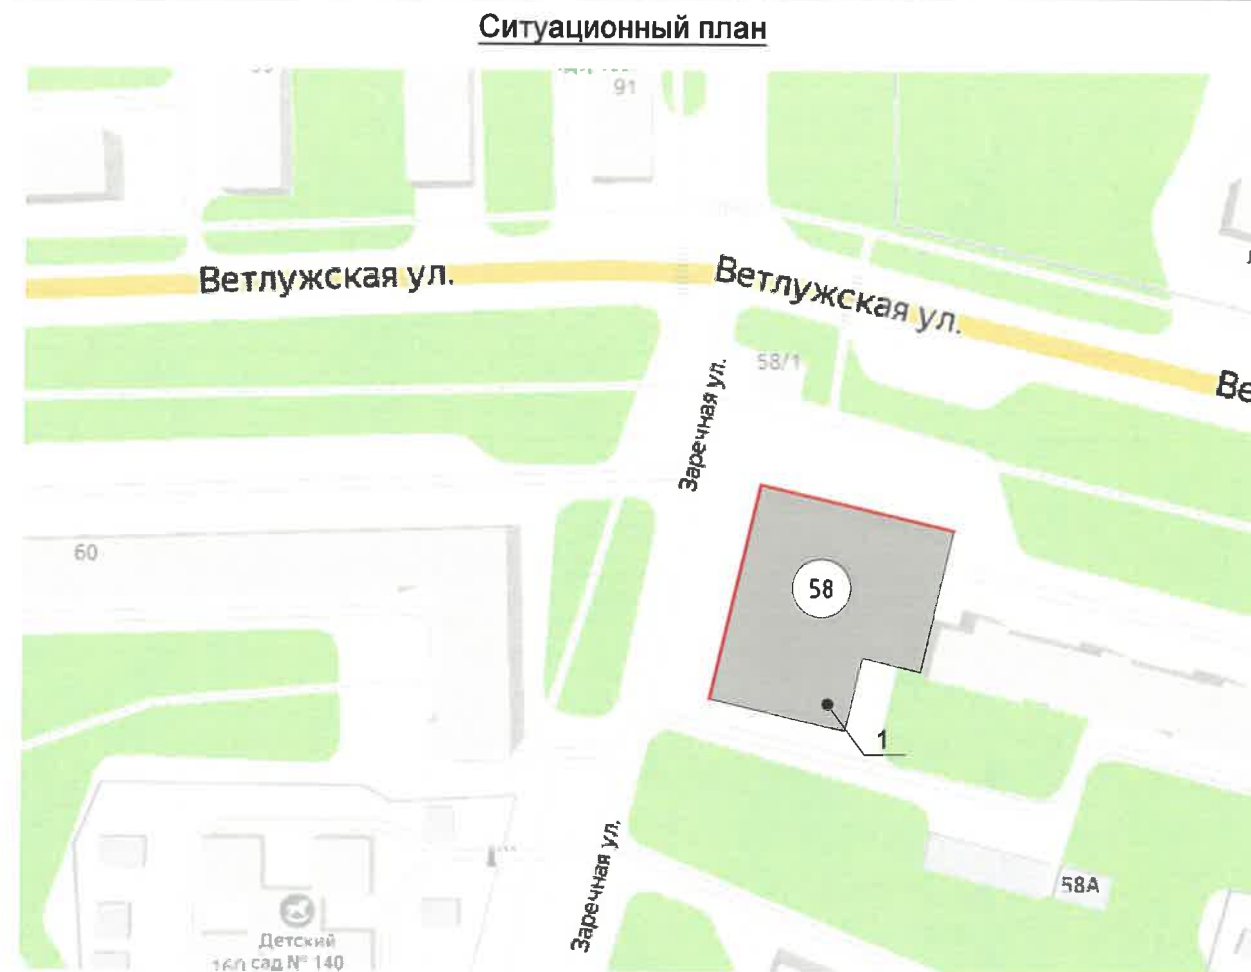 Ситуационный план
91
Ветлужская ул.
Ветлужская ул.
58/1
Ве
Заречная ул.
60
58
1
58А
Заречная ул.
Детский
160 сад № 140